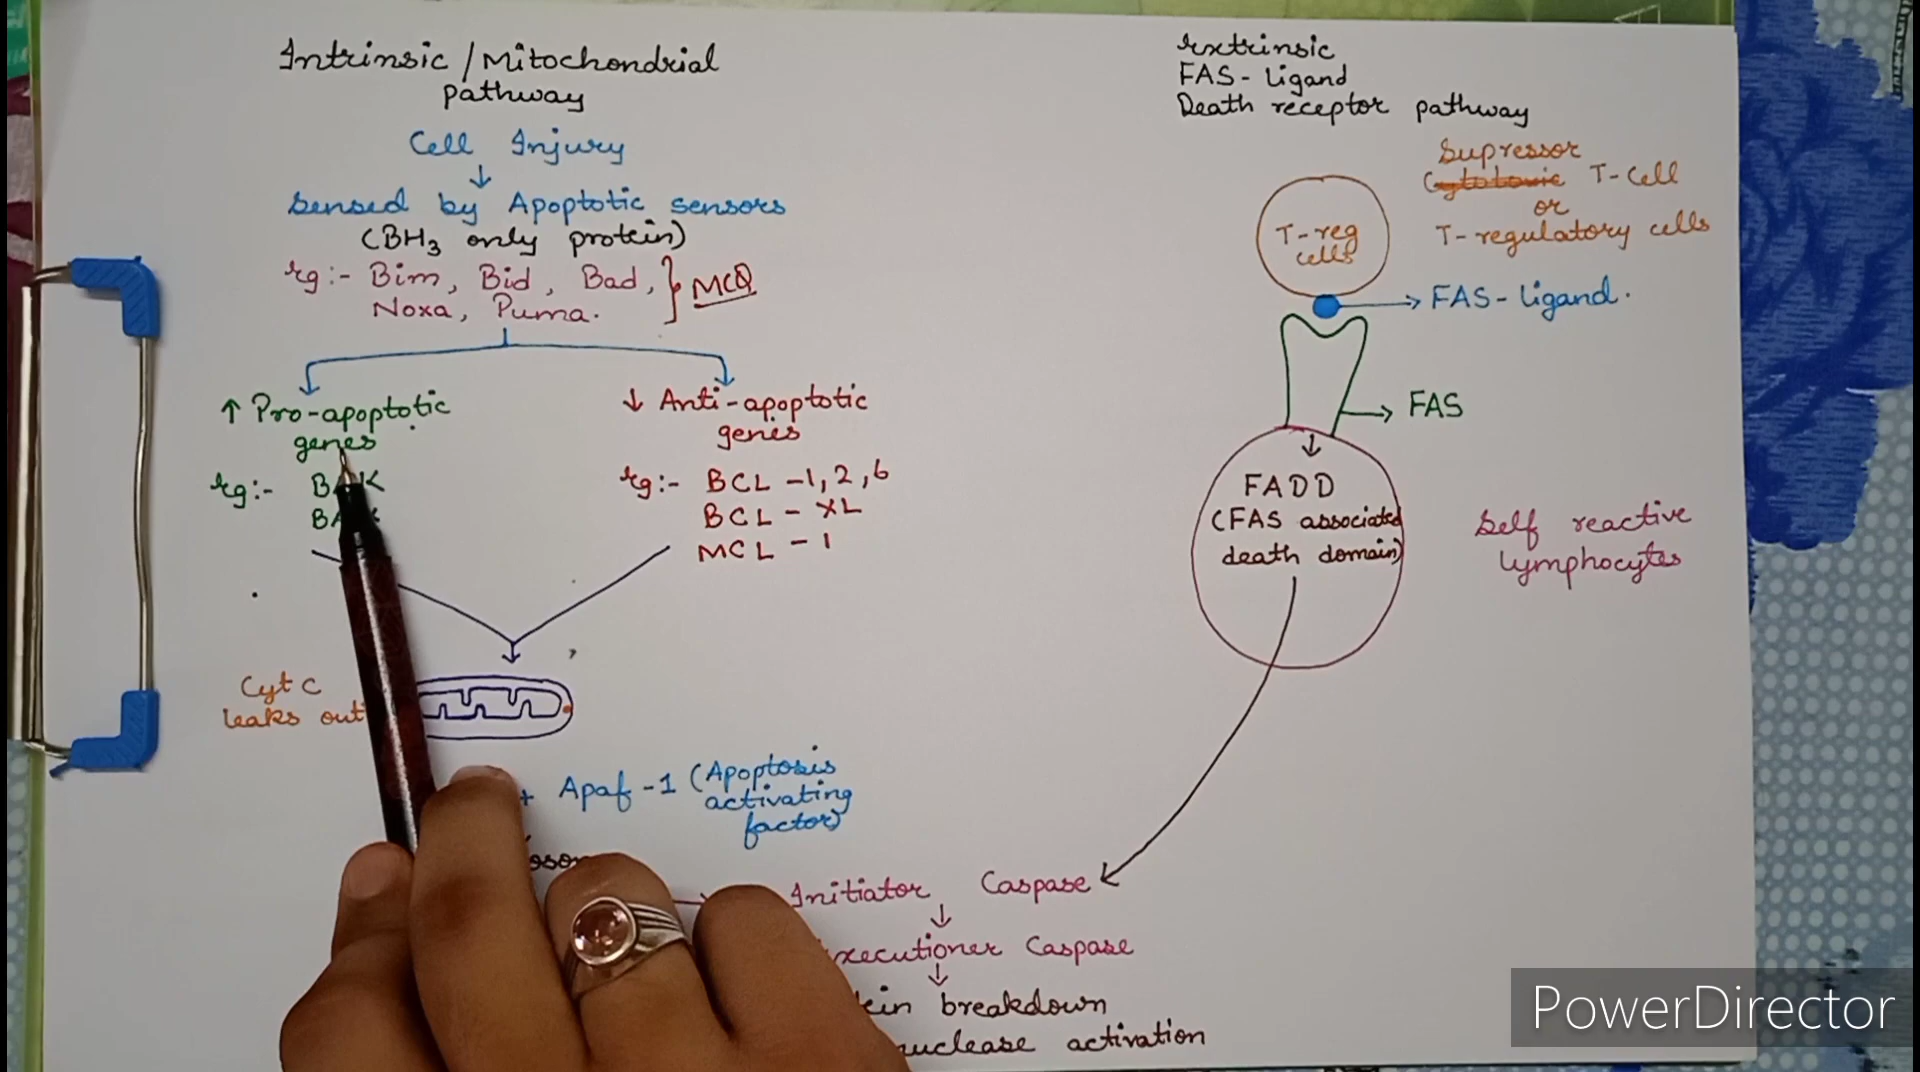 Intrinsic / Mitochondrial
pathway
Cell Injury
↓
Sensed by Apoptotic sensors
(BH3 only protein)
eg:- Bim, Bid, Bad,
Noxa, Puma.
MCQ
↑ Pro-apoptotic
genes
eg:-
↓ Anti-apoptotic
genes
eg:- BCL -1, 2, 6
BCL - XL
MCL - 1
Cyt C
leaks out
+ Apaf -1 (Apoptosis
activating
factor)
Initiator Caspase
↓
Executioner Caspase
↓
breakdown
activation
Extrinsic
FAS - Ligand
Death receptor pathway
Supressor
T-Cell
or
T-regulatory cells
T-reg
cells
FAS - Ligand.
FAS
↓
FADD
(FAS associated
death domain)
Self reactive
lymphocytes
PowerDirector